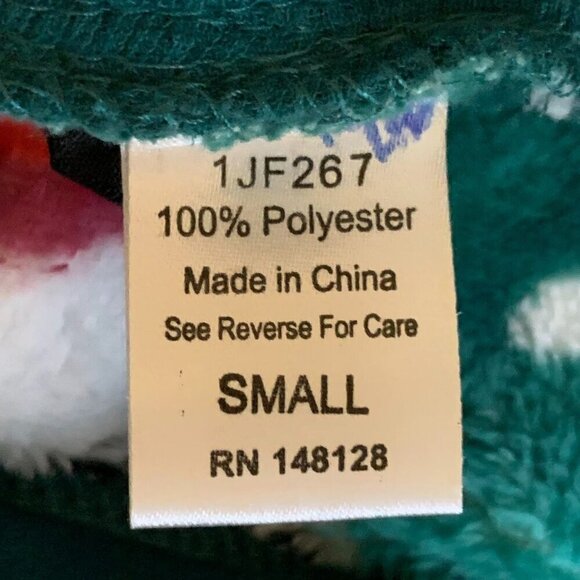 1JF267
100% Polyester
Made in China
See Reverse For Care
SMALL
RN 148128